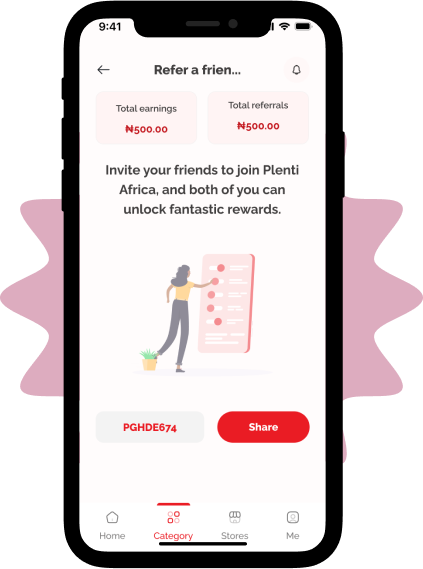 9:41
Refer a frien...
Total earnings
Total referrals
₦500.00
₦500.00
Invite your friends to join Plenti
Africa, and both of you can
unlock fantastic rewards.
PGHDE674
Share
Home
Category
Stores
Me